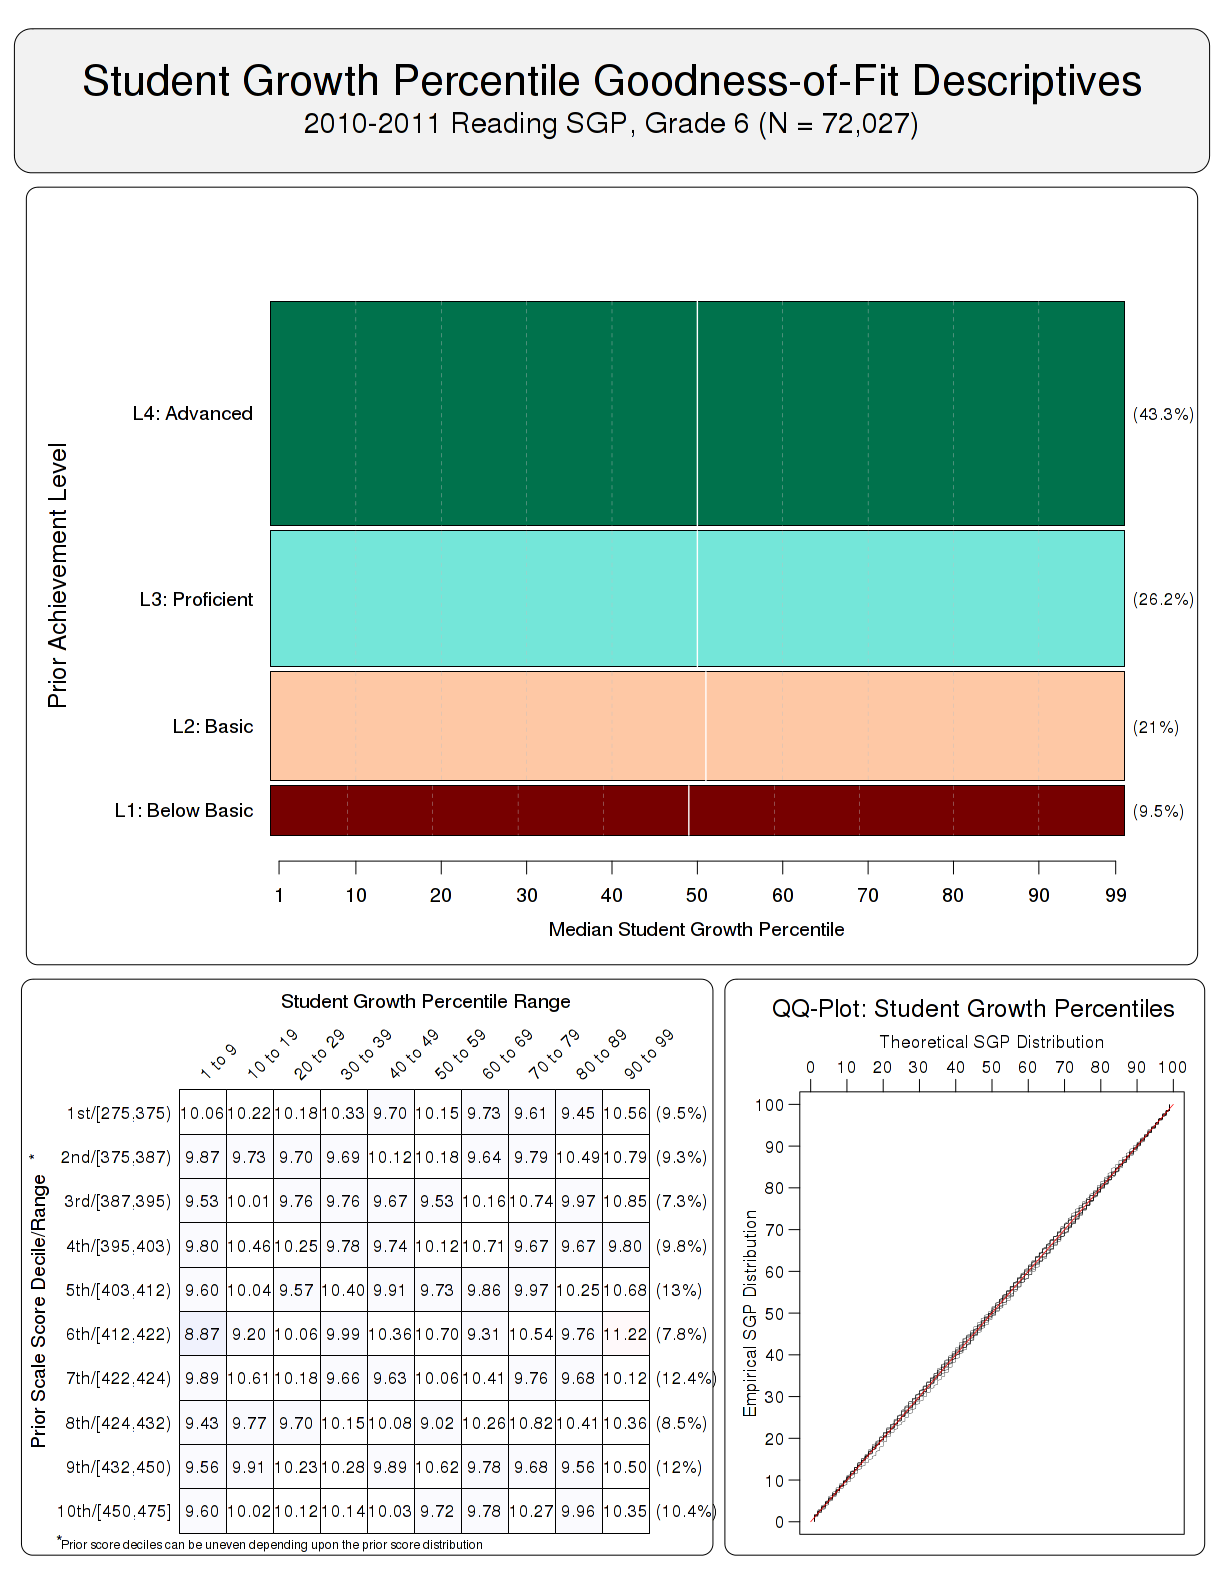 Student Growth Percentile Goodness-of-Fit Descriptives
2010-2011 Reading SGP, Grade 6 (N = 72,027)
Prior Achievement Level
L4: Advanced (43.3%)
L3: Proficient (26.2%)
L2: Basic (21%)
L1: Below Basic (9.5%)
1 10 20 30 40 50 60 70 80 90 99
Median Student Growth Percentile
Student Growth Percentile Range
1 to 9 10 to 19 20 to 29 30 to 39 40 to 49 50 to 59 60 to 69 70 to 79 80 to 89 90 to 99
Prior Scale Score Decile/Range *
1st/[275,375) 10.06 10.22 10.18 10.33 9.70 10.15 9.73 9.61 9.45 10.56 (9.5%)
2nd/[375,387) 9.87 9.73 9.70 9.69 10.12 10.18 9.64 9.79 10.49 10.79 (9.3%)
3rd/[387,395) 9.53 10.01 9.76 9.76 9.67 9.53 10.16 10.74 9.97 10.85 (7.3%)
4th/[395,403) 9.80 10.46 10.25 9.78 9.74 10.12 10.71 9.67 9.67 9.80 (9.8%)
5th/[403,412) 9.60 10.04 9.57 10.40 9.91 9.73 9.86 9.97 10.25 10.68 (13%)
6th/[412,422) 8.87 9.20 10.06 9.99 10.36 10.70 9.31 10.54 9.76 11.22 (7.8%)
7th/[422,424) 9.89 10.61 10.18 9.66 9.63 10.06 10.41 9.76 9.68 10.12 (12.4%)
8th/[424,432) 9.43 9.77 9.70 10.15 10.08 9.02 10.26 10.82 10.41 10.36 (8.5%)
9th/[432,450) 9.56 9.91 10.23 10.28 9.89 10.62 9.78 9.68 9.56 10.50 (12%)
10th/[450,475] 9.60 10.02 10.12 10.14 10.03 9.72 9.78 10.27 9.96 10.35 (10.4%)
*Prior score deciles can be uneven depending upon the prior score distribution
QQ-Plot: Student Growth Percentiles
Theoretical SGP Distribution
0 10 20 30 40 50 60 70 80 90 100
Empirical SGP Distribution
100
90
80
70
60
50
40
30
20
10
0